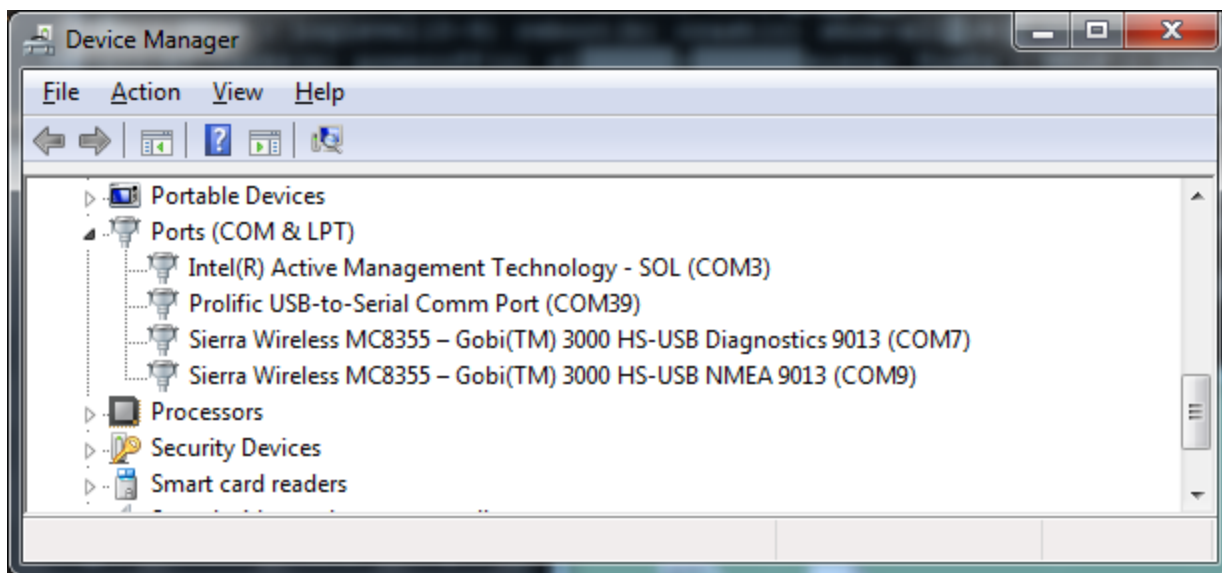 Device Manager
File Action View Help
Portable Devices
Ports (COM & LPT)
Intel(R) Active Management Technology - SOL (COM3)
Prolific USB-to-Serial Comm Port (COM39)
Sierra Wireless MC8355 – Gobi(TM) 3000 HS-USB Diagnostics 9013 (COM7)
Sierra Wireless MC8355 – Gobi(TM) 3000 HS-USB NMEA 9013 (COM9)
Processors
Security Devices
Smart card readers